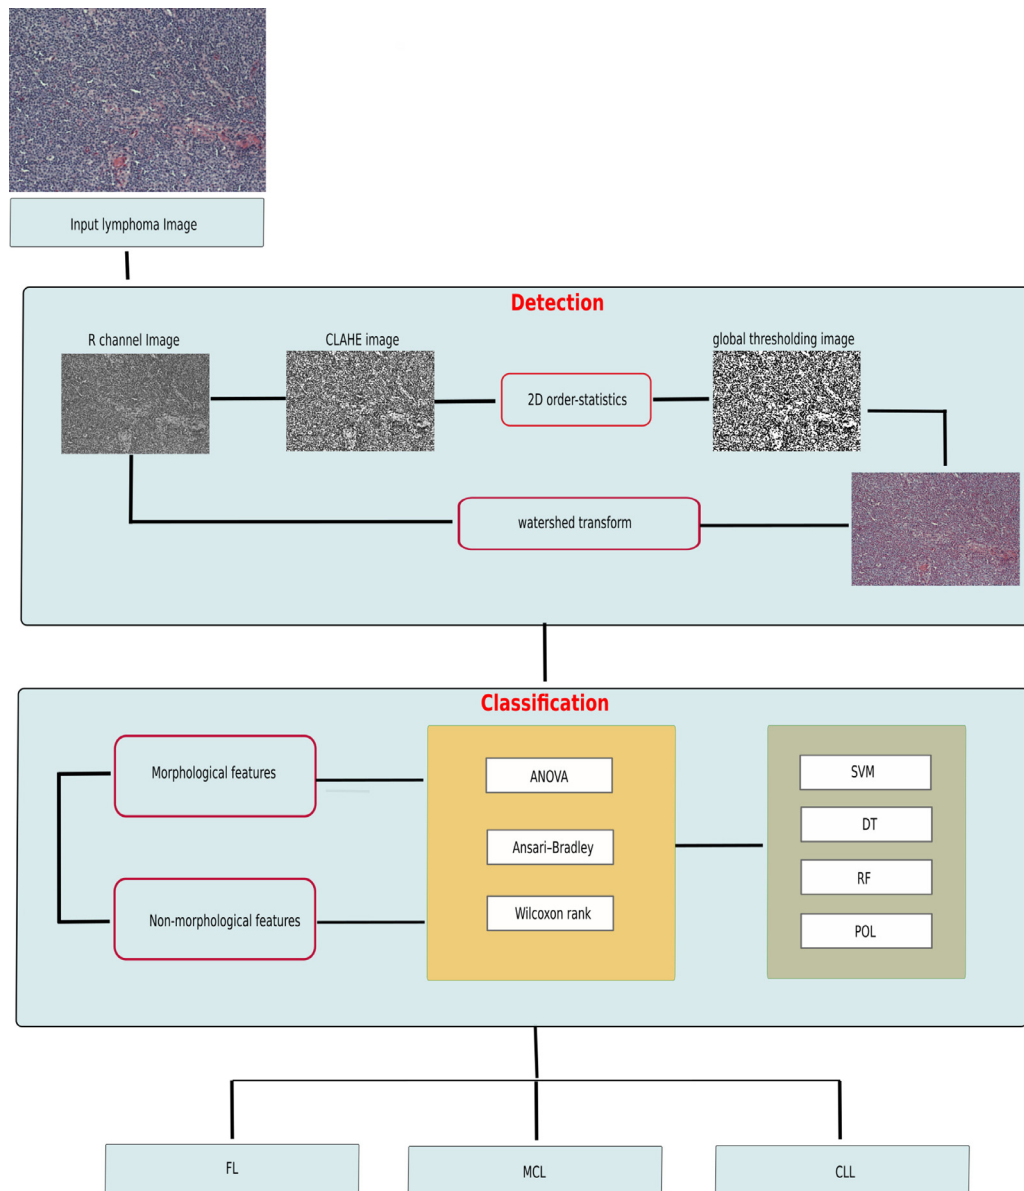 Input lymphoma Image
Detection
R channel Image
CLAHE image
2D order-statistics
global thresholding image
watershed transform
Classification
Morphological features
Non-morphological features
ANOVA
Ansari–Bradley
Wilcoxon rank
SVM
DT
RF
POL
FL
MCL
CLL